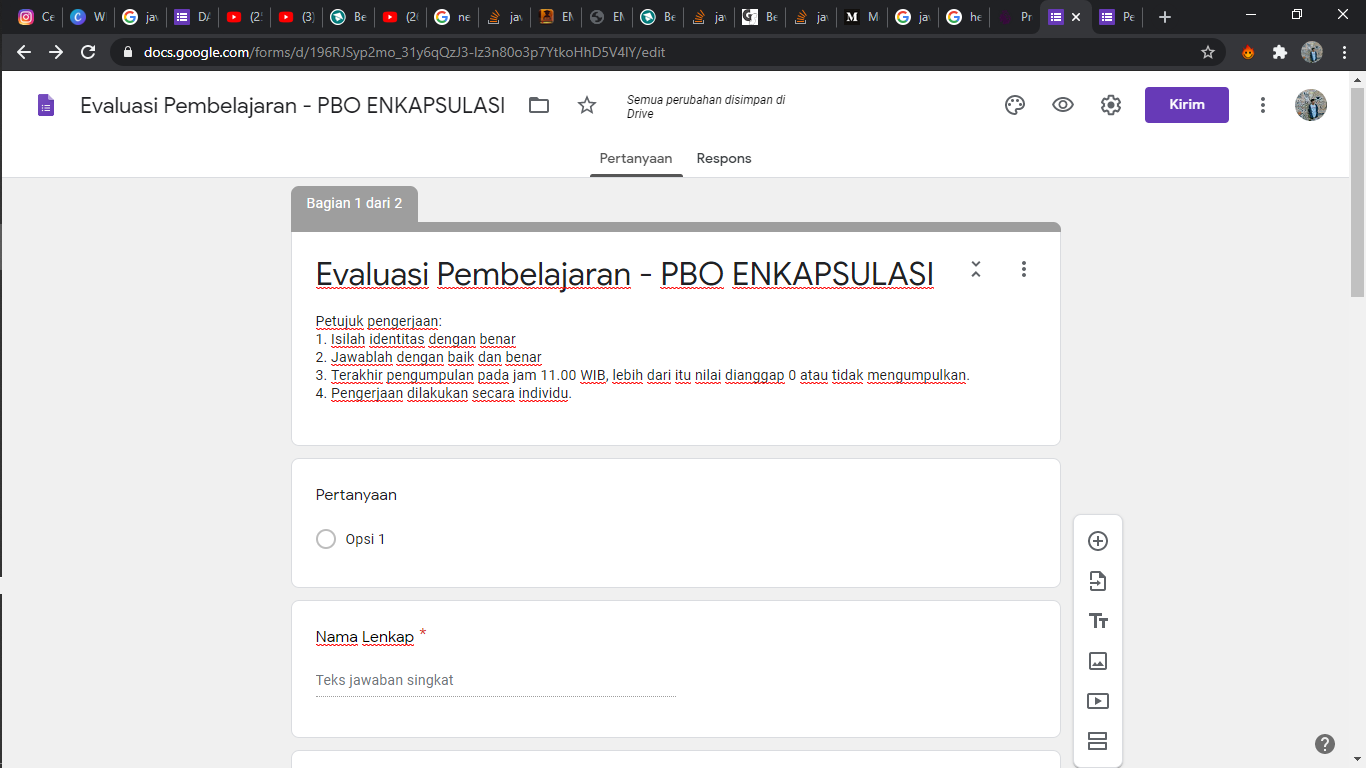 Ce
W
jav
DA
(25
(3)
Be
(20
ne
jav
EN
EN
Be
jav
Be
jav
M
jav
he
Pr
Pe
docs.google.com/forms/d/196RJSyp2mo_31y6qQzJ3-Iz3n80o3p7YtkoHhD5V4lY/edit
Evaluasi Pembelajaran - PBO ENKAPSULASI
Semua perubahan disimpan di
Drive
Kirim
Pertanyaan Respons
Bagian 1 dari 2
Evaluasi Pembelajaran - PBO ENKAPSULASI
Petujuk pengerjaan:
1. Isilah identitas dengan benar
2. Jawablah dengan baik dan benar
3. Terakhir pengumpulan pada jam 11.00 WIB, lebih dari itu nilai dianggap 0 atau tidak mengumpulkan.
4. Pengerjaan dilakukan secara individu.
Pertanyaan
Opsi 1
Nama Lenkap *
Teks jawaban singkat